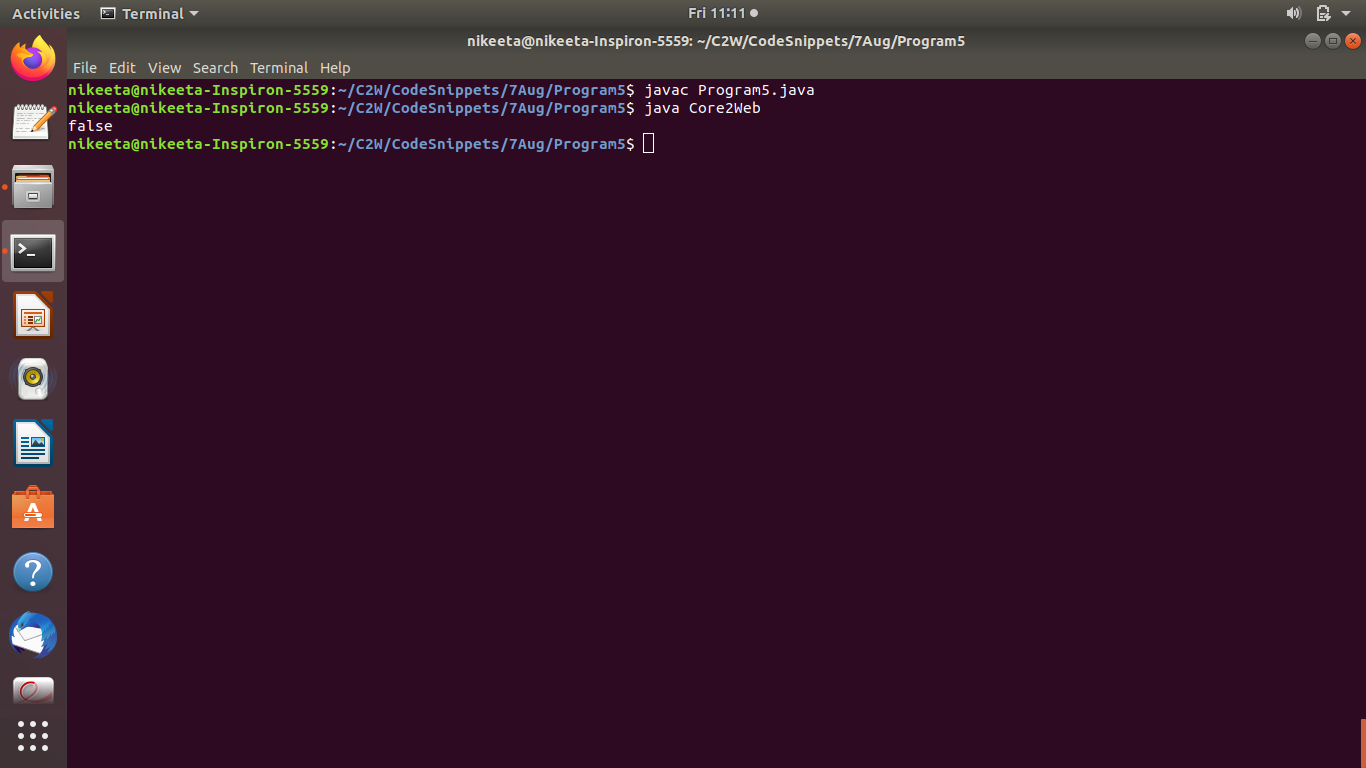 Activities Terminal Fri 11:11
nikeeta@nikeeta-Inspiron-5559: ~/C2W/CodeSnippets/7Aug/Program5
File Edit View Search Terminal Help
nikeeta@nikeeta-Inspiron-5559:~/C2W/CodeSnippets/7Aug/Program5$ javac Program5.java
nikeeta@nikeeta-Inspiron-5559:~/C2W/CodeSnippets/7Aug/Program5$ java Core2Web
false
nikeeta@nikeeta-Inspiron-5559:~/C2W/CodeSnippets/7Aug/Program5$